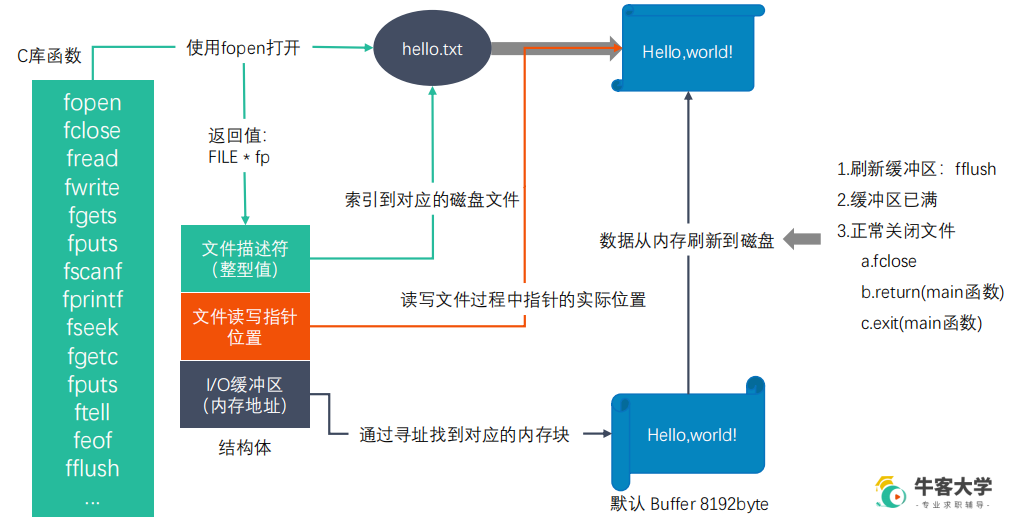 C库函数
fopen
fclose
fread
fwrite
fgets
fputs
fscanf
fprintf
fseek
fgetc
fputs
ftell
feof
fflush
...
使用fopen打开
返回值：
FILE * fp
文件描述符
（整型值）
文件读写指针
位置
I/O缓冲区
（内存地址）
结构体
hello.txt
索引到对应的磁盘文件
读写文件过程中指针的实际位置
通过寻址找到对应的内存块
Hello,world!
数据从内存刷新到磁盘
Hello,world!
默认 Buffer 8192byte
1.刷新缓冲区：fflush
2.缓冲区已满
3.正常关闭文件
a.fclose
b.return(main函数)
c.exit(main函数)
牛客大学
-专业求职辅导-